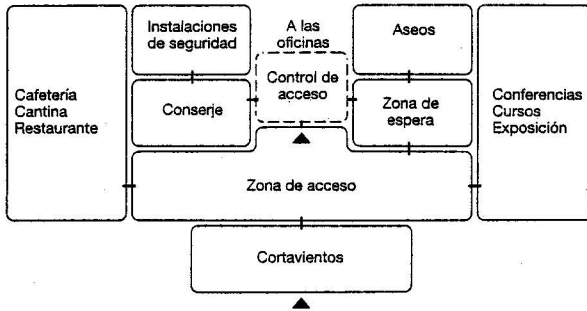 Instalaciones
de seguridad
A las
oficinas
Aseos
Cafetería
Cantina
Restaurante
Conserje
Control de
acceso
Zona de
espera
Conferencias
Cursos
Exposición
Zona de acceso
Cortavientos